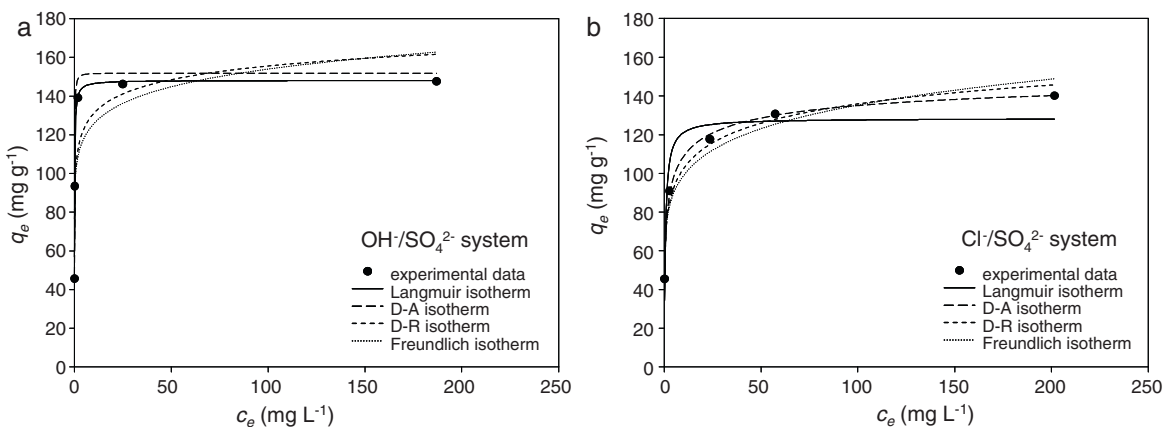 a
180
160
140
120
100
80
60
40
20
0
qₑ (mg g⁻¹)
OH⁻/SO₄²⁻ system
experimental data
Langmuir isotherm
D-A isotherm
D-R isotherm
Freundlich isotherm
0 50 100 150 200 250
cₑ (mg L⁻¹)
b
180
160
140
120
100
80
60
40
20
0
qₑ (mg g⁻¹)
Cl⁻/SO₄²⁻ system
experimental data
Langmuir isotherm
D-A isotherm
D-R isotherm
Freundlich isotherm
0 50 100 150 200 250
cₑ (mg L⁻¹)